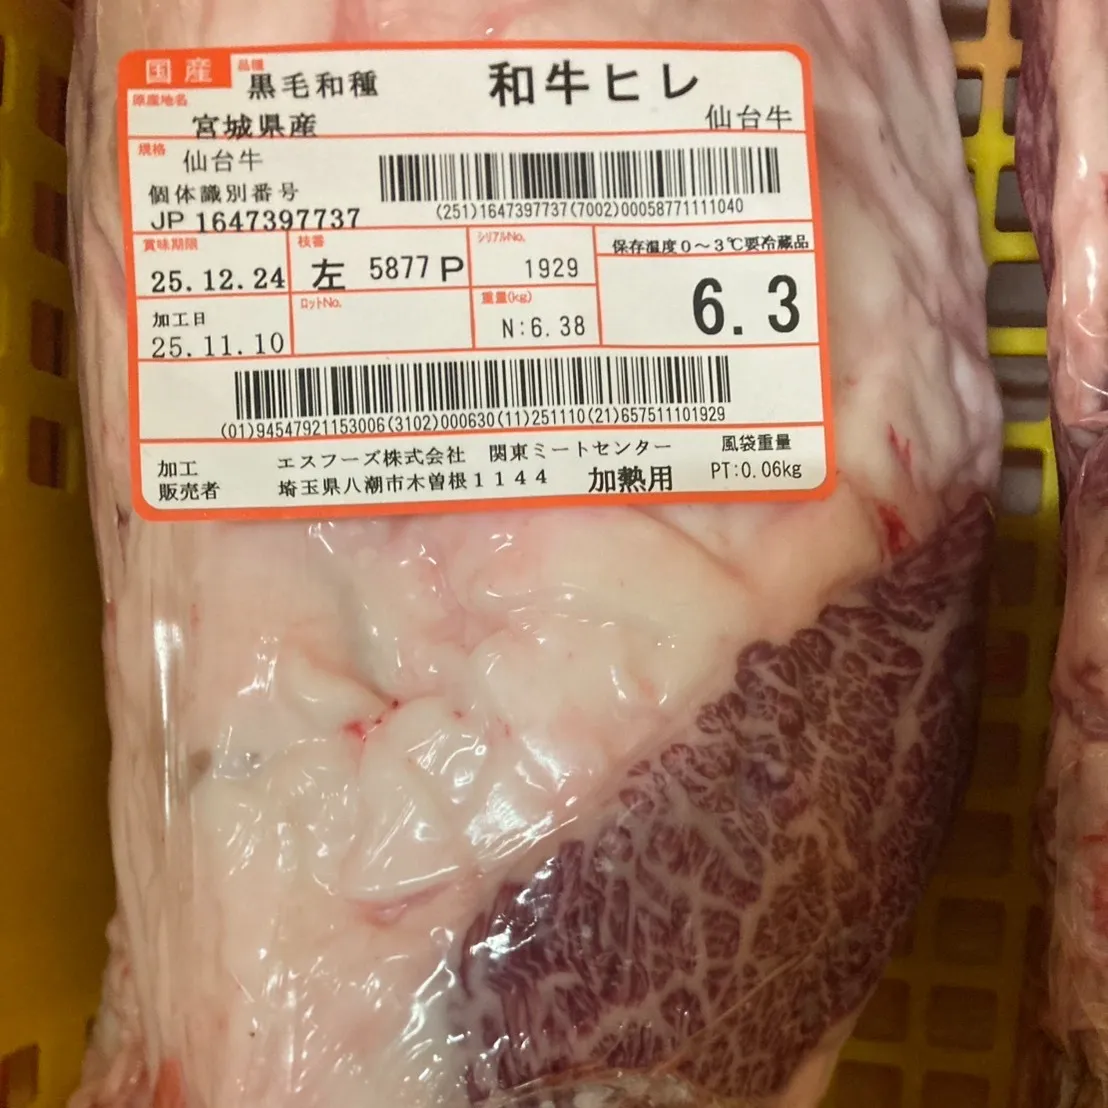 国産 品種 黒毛和種 和牛ヒレ
原産地名 宮城県産 仙台牛
規格 仙台牛
個体識別番号
JP 1647397737
(251)1647397737(7002)00058771111040
賞味期限 25.12.24
枝番 左 5877 P
シリアルNo. 1929
保存温度0～3℃要冷蔵品
6.3
加工日 25.11.10
ロットNo.
重量(kg) N:6.38
(01)94547921153006(3102)000630(11)251110(21)657511101929
加工 エスフーズ株式会社 関東ミートセンター 風袋重量
販売者 埼玉県八潮市木曽根1144 加熱用 PT:0.06kg